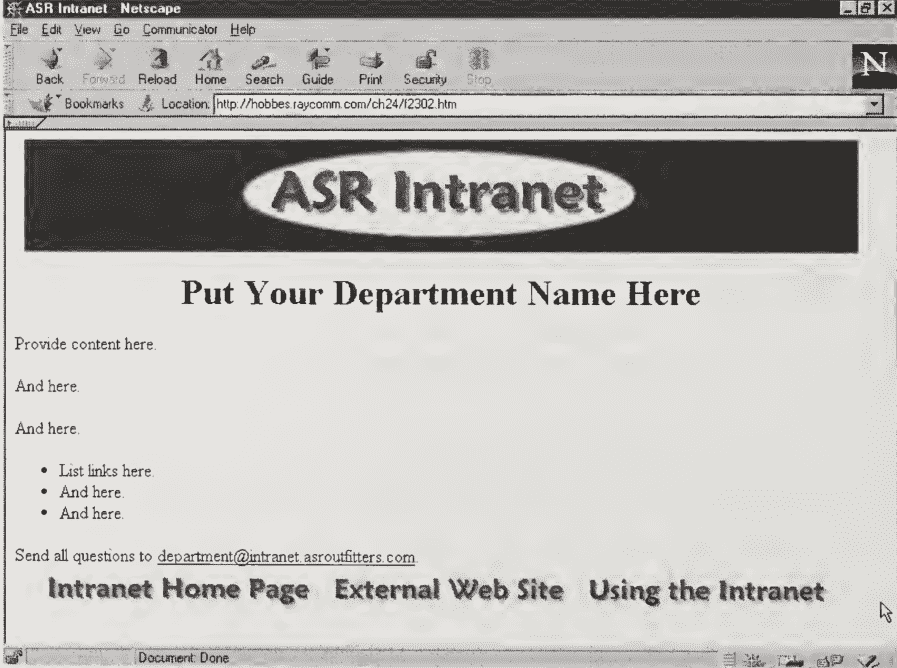 ASR Intranet - Netscape
File Edit View Go Communicator Help
Back Forward Reload Home Search Guide Print Security Stop
N
Bookmarks Location: http://hobbes.raycomm.com/ch24/f2302.htm
ASR Intranet
Put Your Department Name Here
Provide content here.
And here.
And here.
• List links here.
• And here.
• And here.
Send all questions to department@intranet.asroutfitters.com.
Intranet Home Page External Web Site Using the Intranet
Document: Done